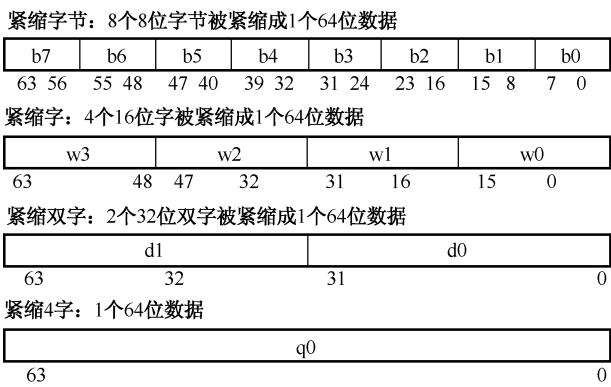 紧缩字节：8个8位字节被紧缩成1个64位数据
b7 b6 b5 b4 b3 b2 b1 b0
63 56 55 48 47 40 39 32 31 24 23 16 15 8 7 0
紧缩字：4个16位字被紧缩成1个64位数据
w3 w2 w1 w0
63 48 47 32 31 16 15 0
紧缩双字：2个32位双字被紧缩成1个64位数据
d1 d0
63 32 31 0
紧缩4字：1个64位数据
q0
63 0